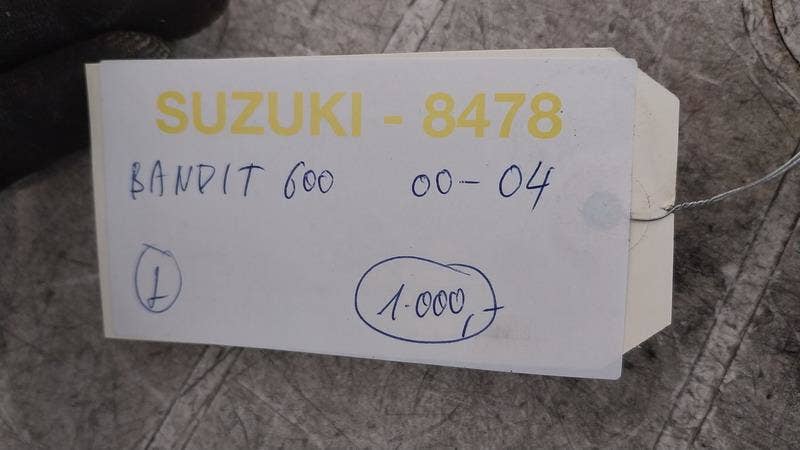 SUZUKI - 8478
BANDIT 600 00-04
1 1.000,-